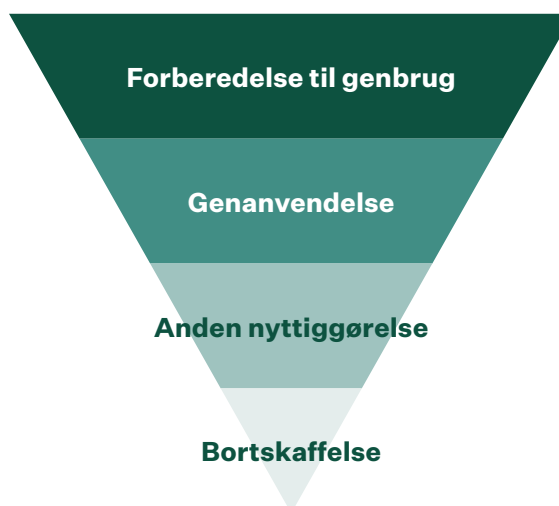 Forberedelse til genbrug
Genanvendelse
Anden nyttiggørelse
Bortskaffelse